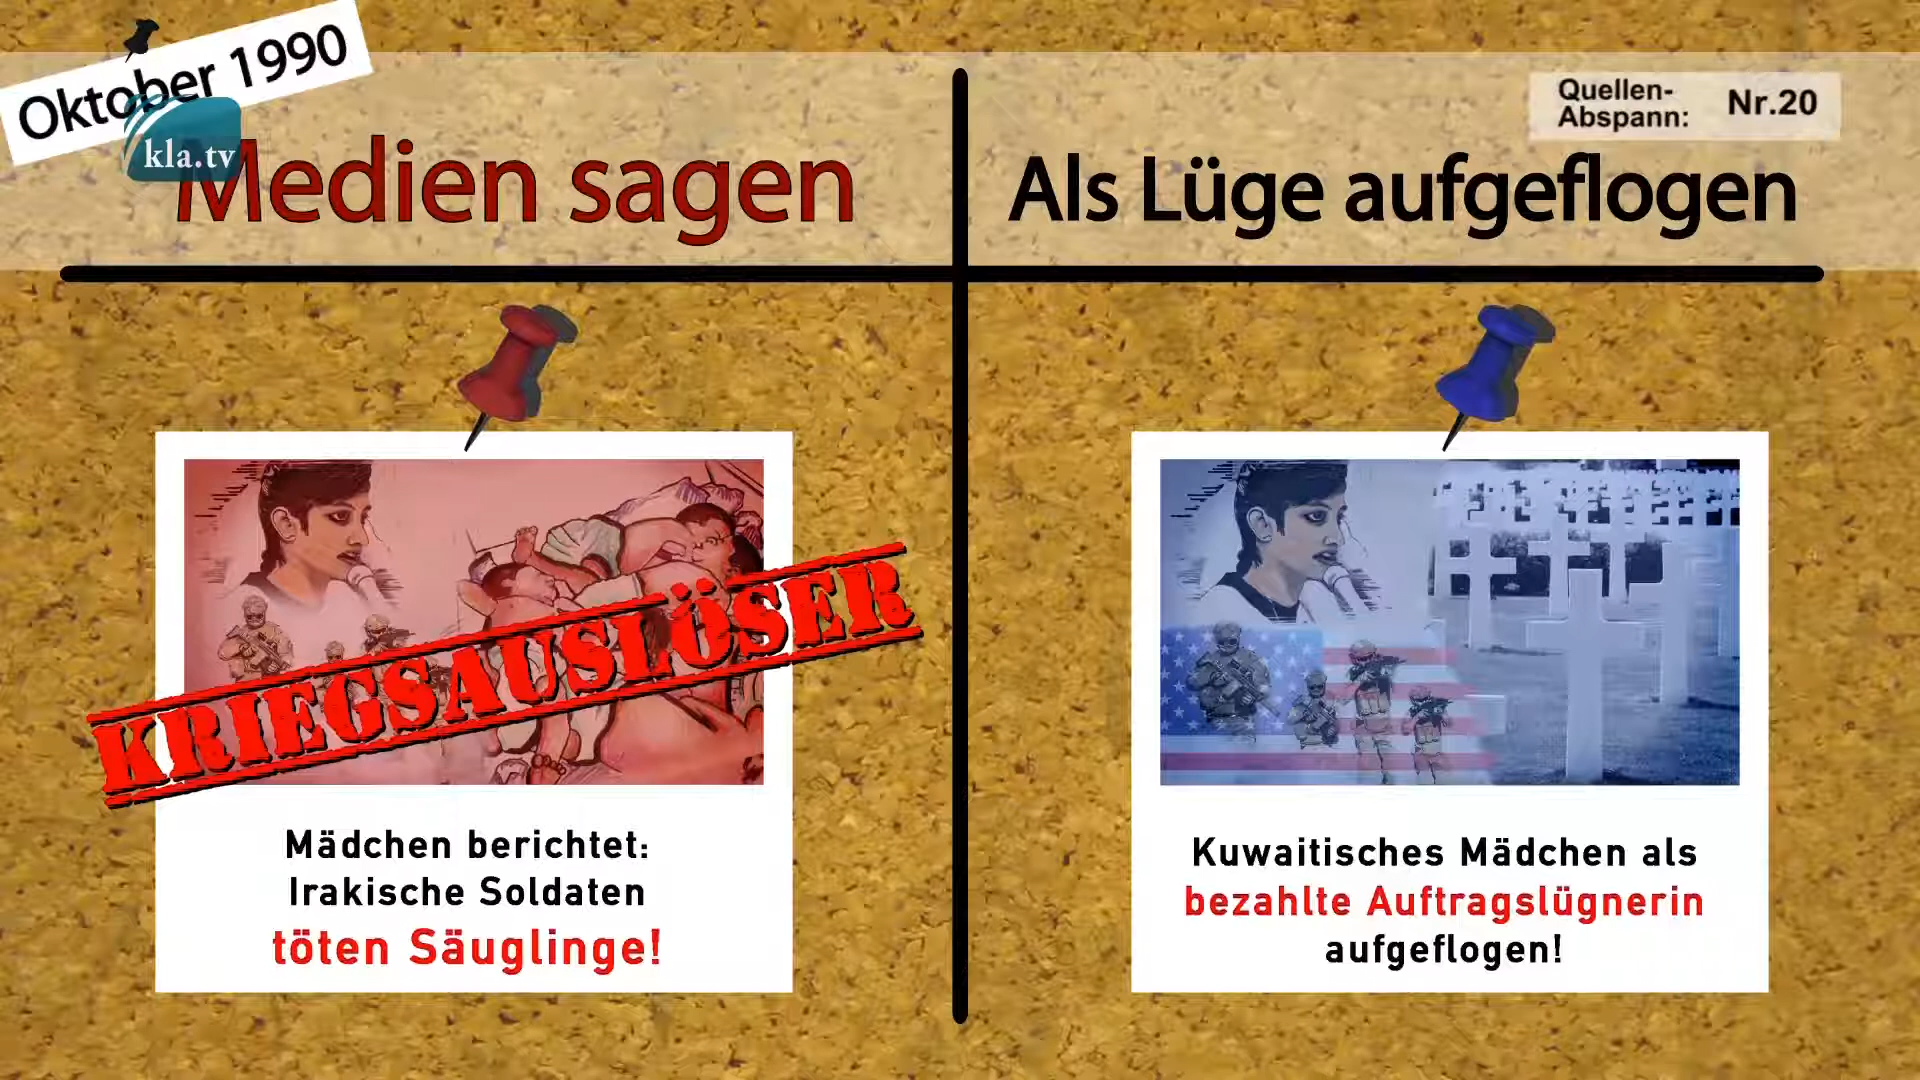 Oktober 1990
kla.tv
Medien sagen
Als Lüge aufgeflogen
Quellen-
Abspann:
Nr.20
KRIEGSAUSLÖSER
Mädchen berichtet:
Irakische Soldaten
töten Säuglinge!
Kuwaitisches Mädchen als
bezahlte Auftragslügnerin
aufgeflogen!